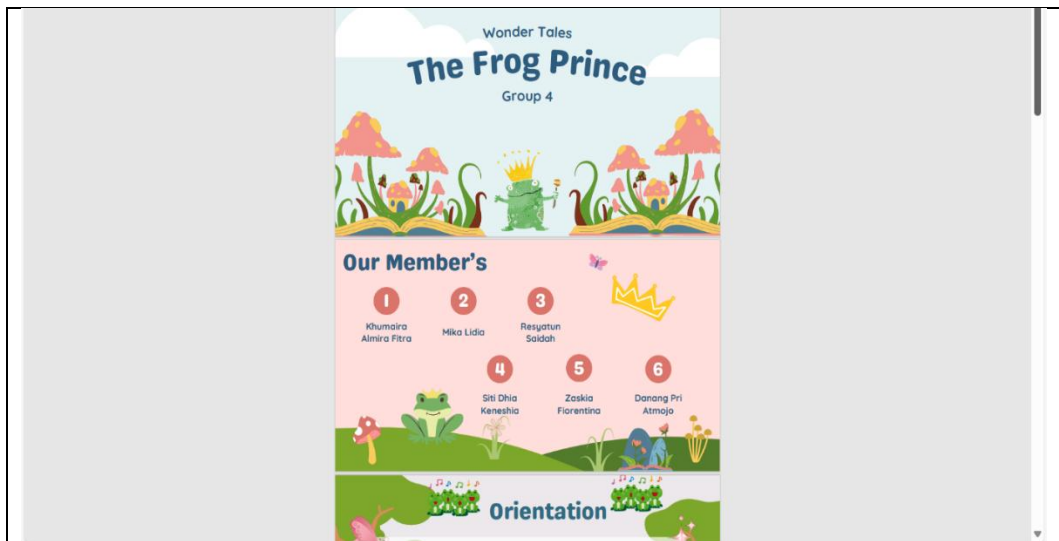 Wonder Tales
The Frog Prince
Group 4
Our Member's
1
2
3
Khumaira
Almira Fitra
Mika Lidia
Resyatun
Saidah
4
5
6
Siti Dhia
Keneshia
Zaskia
Fiorentina
Danang Pri
Atmojo
Orientation